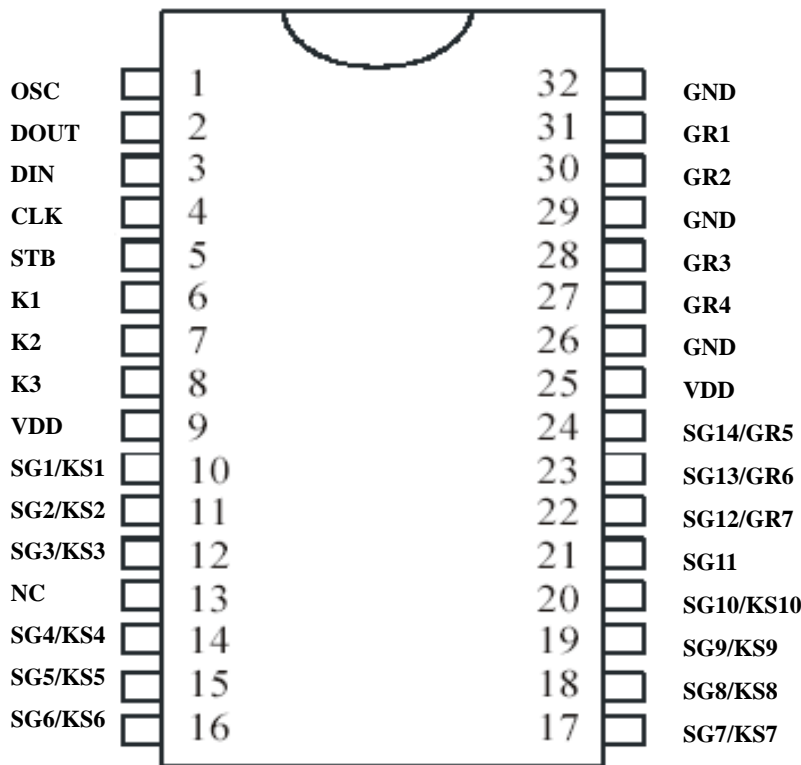 OSC 1 32 GND
DOUT 2 31 GR1
DIN 3 30 GR2
CLK 4 29 GND
STB 5 28 GR3
K1 6 27 GR4
K2 7 26 GND
K3 8 25 VDD
VDD 9 24 SG14/GR5
SG1/KS1 10 23 SG13/GR6
SG2/KS2 11 22 SG12/GR7
SG3/KS3 12 21 SG11
NC 13 20 SG10/KS10
SG4/KS4 14 19 SG9/KS9
SG5/KS5 15 18 SG8/KS8
SG6/KS6 16 17 SG7/KS7